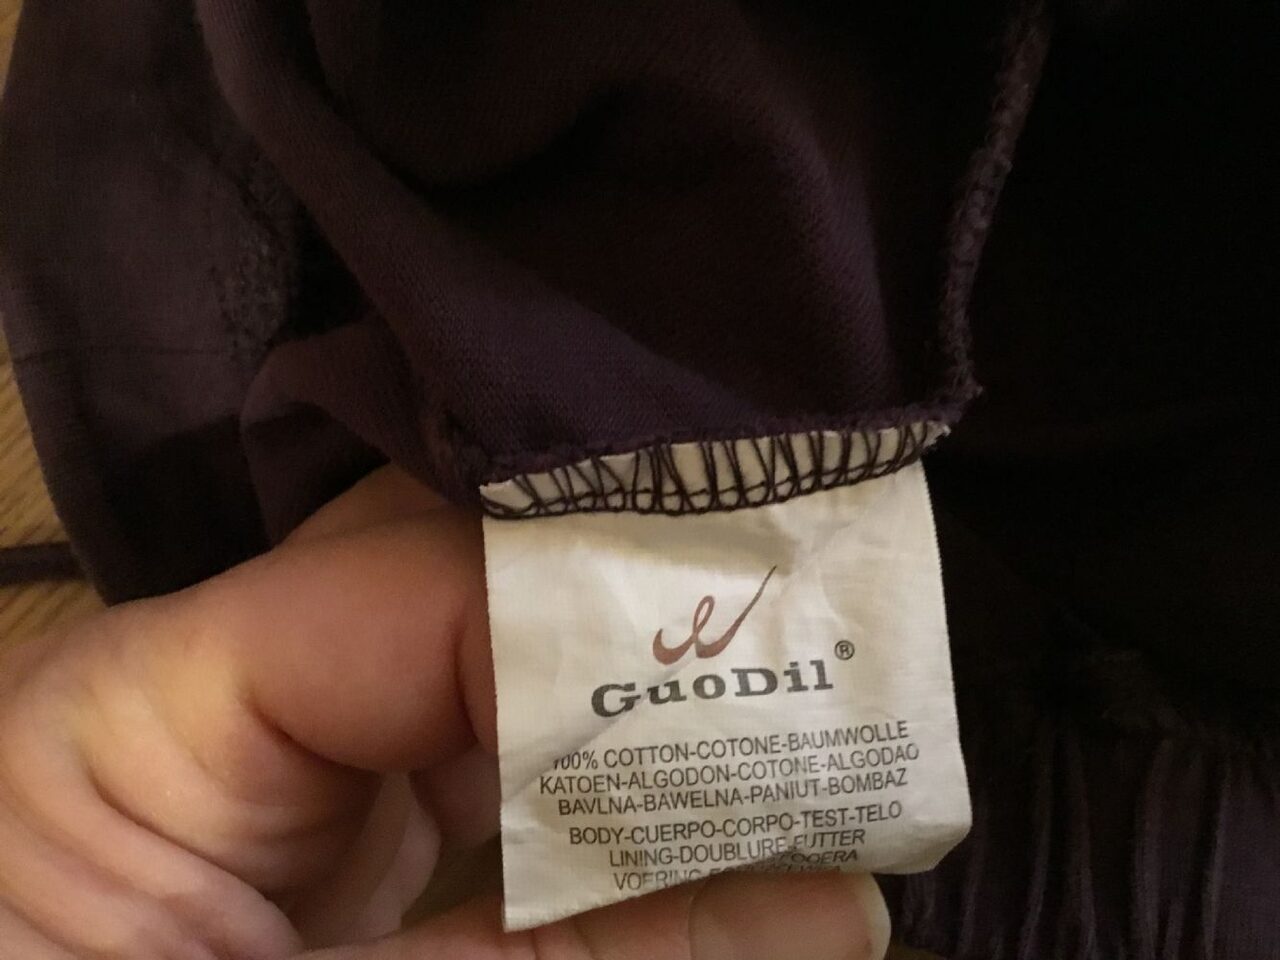 GuoDil®
100% COTTON-COTONE-BAUMWOLLE
KATOEN-ALGODON-COTONE-ALGODAO
BAVLNA-BAWELNA-PANIUT-BOMBAZ
BODY-CUERPO-CORPO-TEST-TELO
LINING-DOUBLURE-FUTTER
VOERING